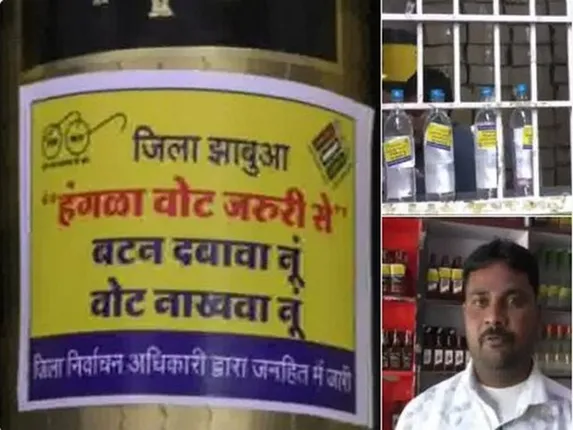 जिला झाबुआ
"हंगळा वोट जरुरी से"
बटन दबावा नूं
वोट नाखवा नूं
जिला निर्वाचन अधिकारी द्वारा जनहित में जारी